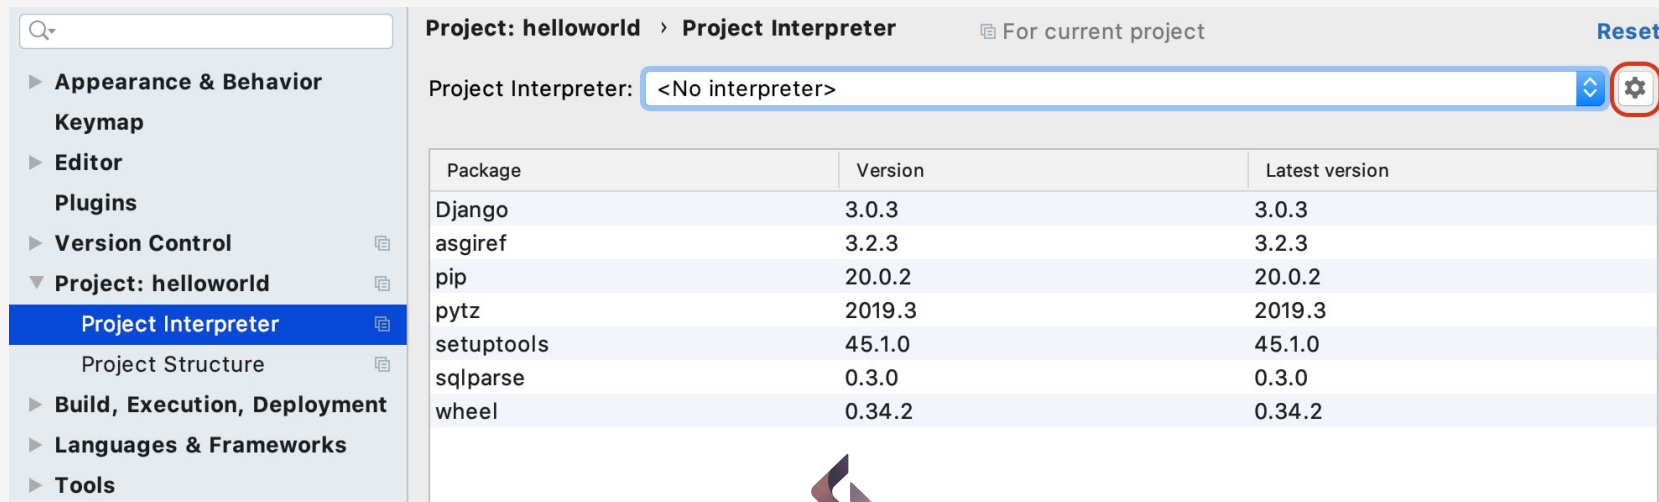 Project: helloworld › Project Interpreter For current project Reset
Project Interpreter: <No interpreter>
Appearance & Behavior
Keymap
Editor
Plugins
Version Control
Project: helloworld
Project Interpreter
Project Structure
Build, Execution, Deployment
Languages & Frameworks
Tools
Package Version Latest version
Django 3.0.3 3.0.3
asgiref 3.2.3 3.2.3
pip 20.0.2 20.0.2
pytz 2019.3 2019.3
setuptools 45.1.0 45.1.0
sqlparse 0.3.0 0.3.0
wheel 0.34.2 0.34.2